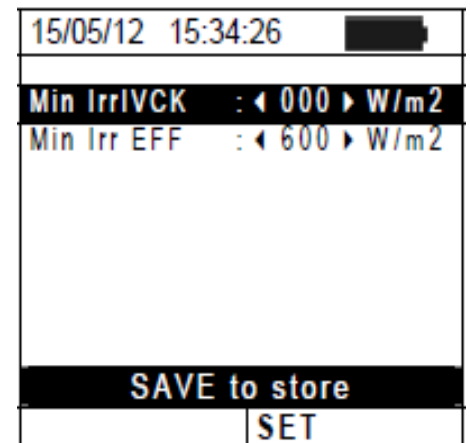 15/05/12 15:34:26
Min IrrIVCK : ◀ 000 ▶ W/m2
Min Irr EFF : ◀ 600 ▶ W/m2
SAVE to store
SET